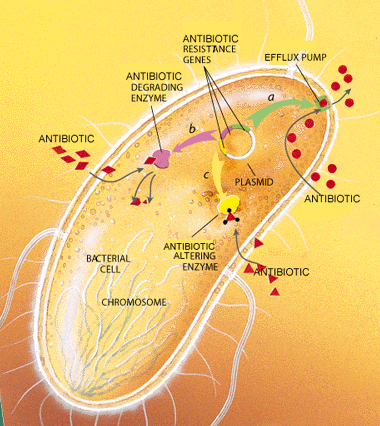 ANTIBIOTIC
RESISTANCE
GENES
EFFLUX PUMP
ANTIBIOTIC
DEGRADING
ENZYME
a
b
ANTIBIOTIC
c
PLASMID
ANTIBIOTIC
ANTIBIOTIC
ALTERING
ENZYME
BACTERIAL
CELL
ANTIBIOTIC
CHROMOSOME